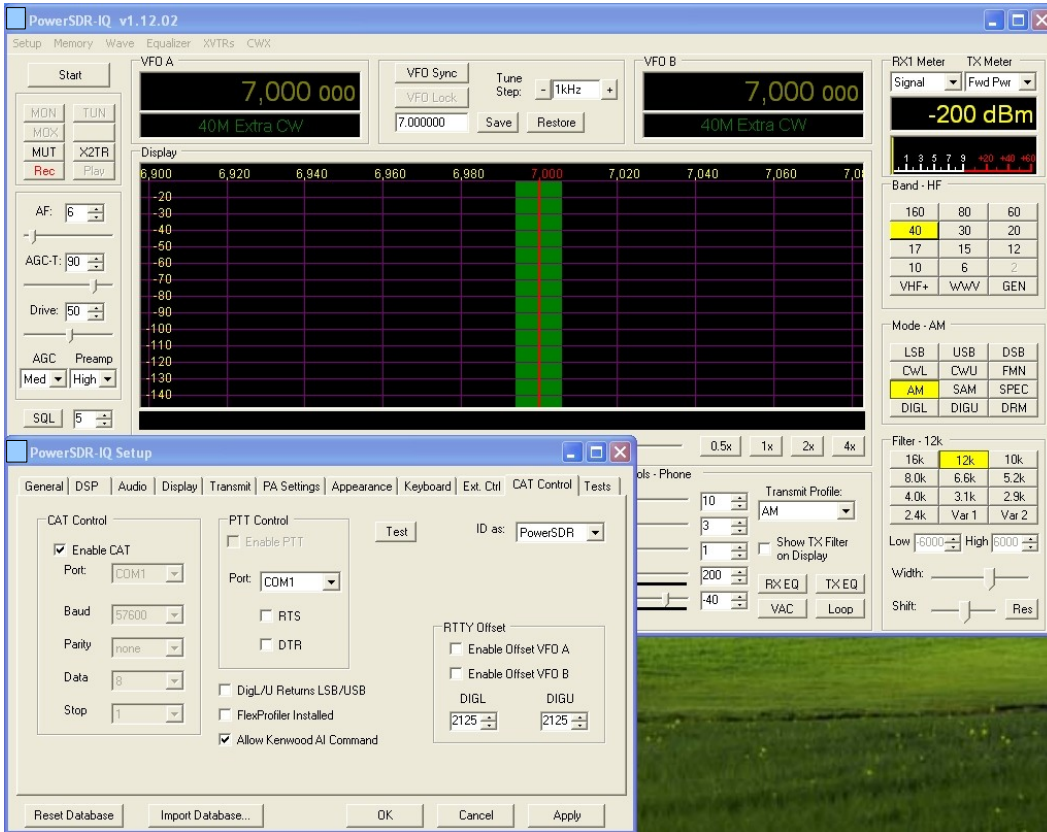 PowerSDR-IQ v1.12.02
Setup Memory Wave Equalizer XVTRs CWX
Start
MON TUN
MOX
MUT X2TR
Rec Play
AF: 6
AGC-T: 90
Drive: 50
AGC Preamp
Med High
SQL 5
VFO A
7,000 000
40M Extra CW
VFO Sync
VFO Lock
7.000000
Tune
Step: - 1kHz +
Save Restore
VFO B
7,000 000
40M Extra CW
RX1 Meter TX Meter
Signal Fwd Pwr
-200 dBm
1 3 5 7 9 +20 +40 +60
Display
6,900 6,920 6,940 6,960 6,980 7,000 7,020 7,040 7,060 7,0
-20
-30
-40
-50
-60
-70
-80
-90
-100
-110
-120
-130
-140
0.5x 1x 2x 4x
Band - HF
160 80 60
40 30 20
17 15 12
10 6 2
VHF+ WWV GEN
Mode - AM
LSB USB DSB
CWL CWU FMN
AM SAM SPEC
DIGL DIGU DRM
Filter - 12k
16k 12k 10k
8.0k 6.6k 5.2k
4.0k 3.1k 2.9k
2.4k Var 1 Var 2
Low -6000 High 6000
Width:
Shift: Res
ols - Phone
10
3
1
200
-40
Transmit Profile:
AM
Show TX Filter
on Display
RX EQ TX EQ
VAC Loop
PowerSDR-IQ Setup
General DSP Audio Display Transmit PA Settings Appearance Keyboard Ext. Ctrl CAT Control Tests
CAT Control
Enable CAT
Port: COM1
Baud 57600
Parity none
Data 8
Stop 1
PTT Control
Enable PTT
Port: COM1
RTS
DTR
Test
ID as: PowerSDR
DigL/U Returns LSB/USB
FlexProfiler Installed
Allow Kenwood AI Command
RTTY Offset
Enable Offset VFO A
Enable Offset VFO B
DIGL DIGU
2125 2125
Reset Database Import Database... OK Cancel Apply